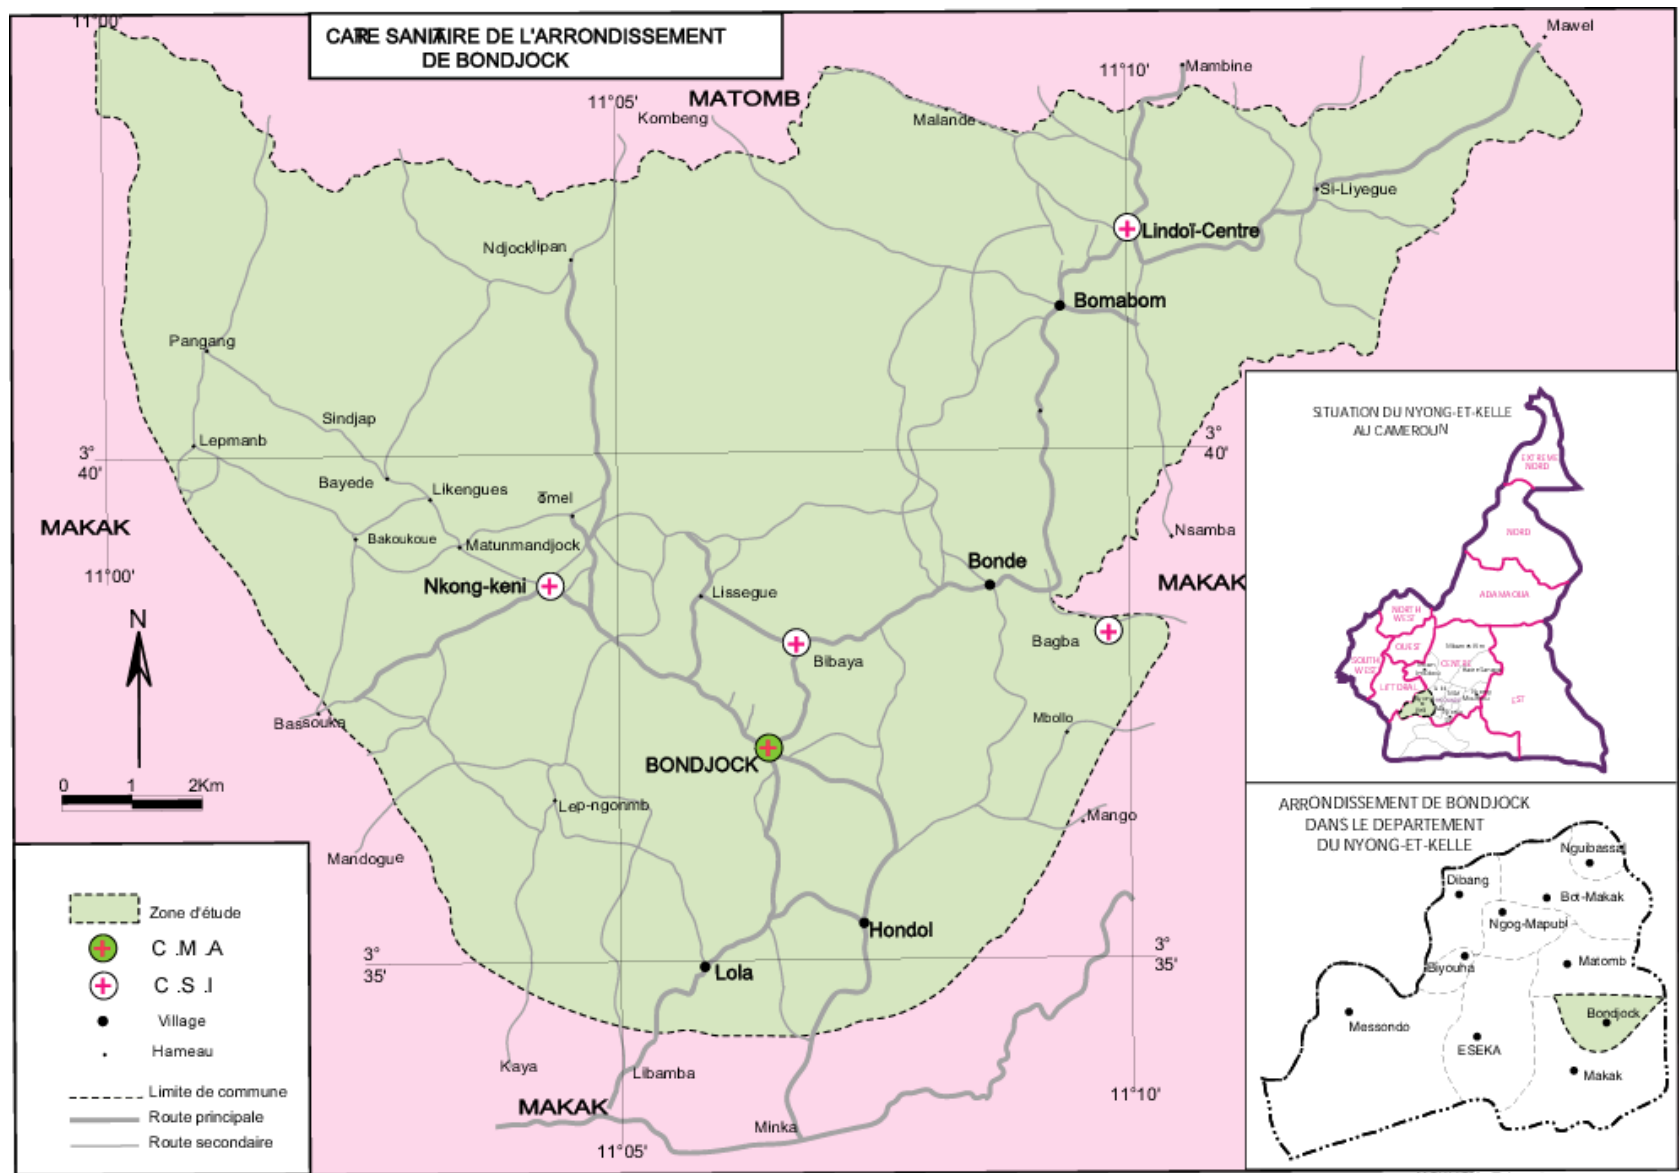 11°00'
CARTE SANITAIRE DE L'ARRONDISSEMENT
DE BONDJOCK
Mawel
11°10'
Mambine
11°05'
MATOMB
Kombeng
Malande
Si-Liyegue
Lindoï-Centre
Ndjocklipan
Bomabom
Pangang
Sindjap
Lepmanb
3°
40'
3°
40'
Bayede
Likengues
ömel
MAKAK
Bakoukoue
Matunmandjock
Nsamba
11°00'
Nkong-keni
Bonde
MAKAK
Lissegue
N
Bagba
Bibaya
Bassouka
Mbollo
BONDJOCK
0 1 2Km
Lep-ngonmb
Mango
Mandogue
Hondol
Lola
3°
35'
3°
35'
Kaya
Libamba
11°10'
MAKAK
Minka
11°05'
Zone d'étude
C .M .A
C .S .I
Village
Hameau
Limite de commune
Route principale
Route secondaire
SITUATION DU NYONG-ET-KELLE
AU CAMEROUN
EXTREME
NORD
NORD
ADAMAOUA
NORTH
WEST
OUEST
SOUTH
WEST
CENTRE
LITTORAL
EST
ARRONDISSEMENT DE BONDJOCK
DANS LE DEPARTEMENT
DU NYONG-ET-KELLE
Nguibassal
Dibang
Bot-Makak
Ngog-Mapubi
Biyouha
Matomb
Messondo
Bondjock
ESEKA
Makak